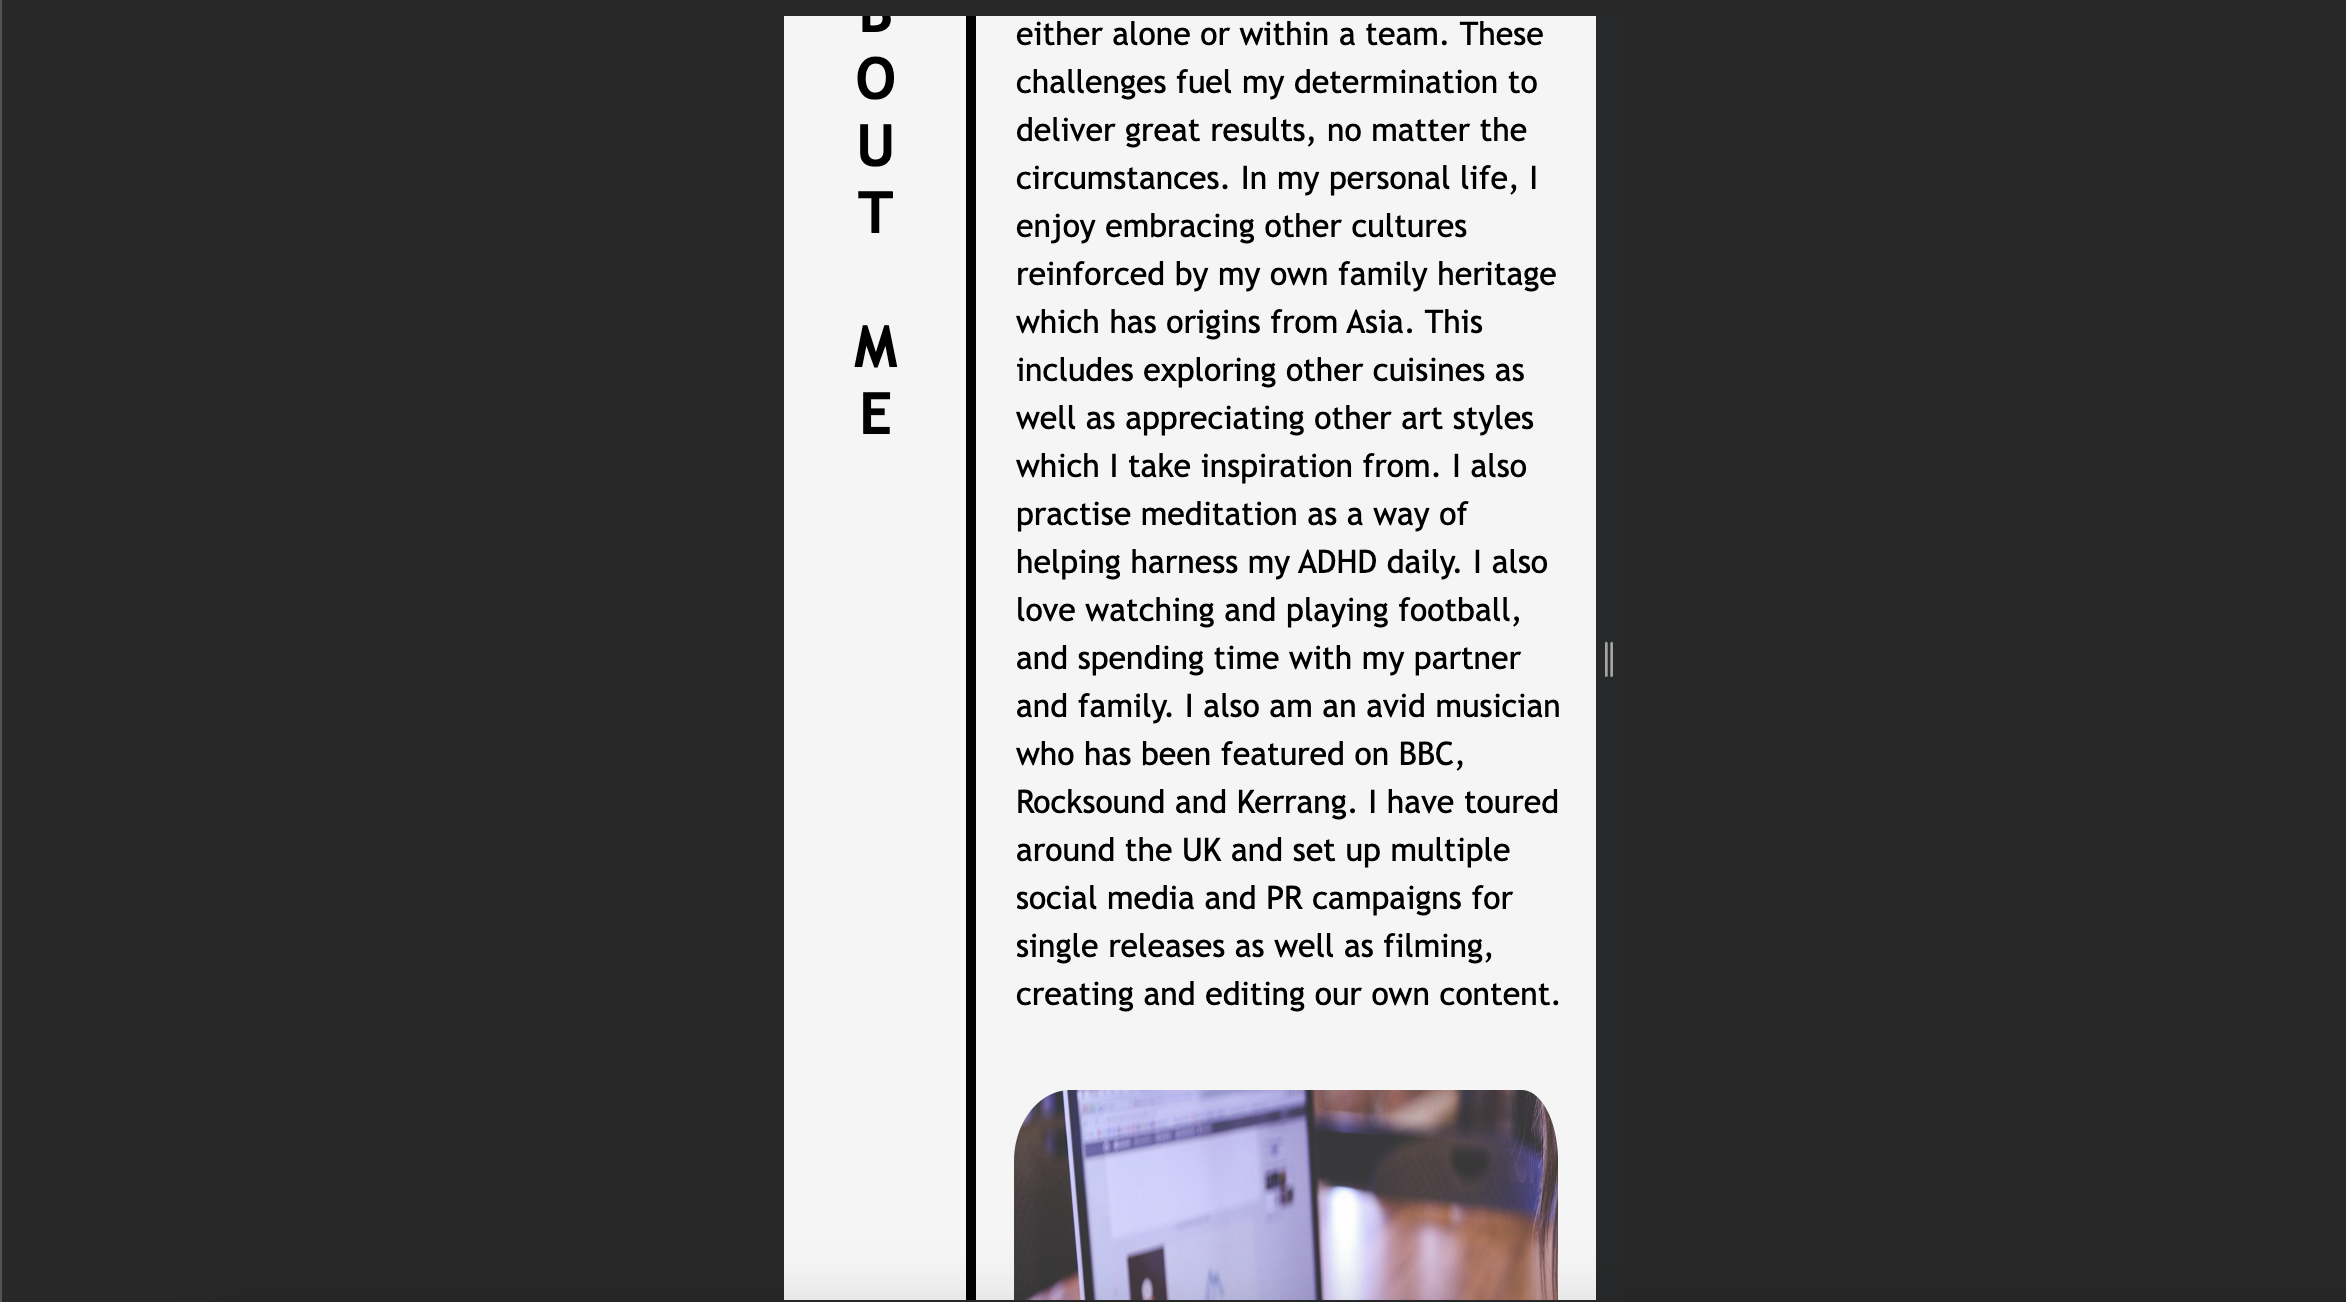 B
O
U
T
M
E
either alone or within a team. These
challenges fuel my determination to
deliver great results, no matter the
circumstances. In my personal life, I
enjoy embracing other cultures
reinforced by my own family heritage
which has origins from Asia. This
includes exploring other cuisines as
well as appreciating other art styles
which I take inspiration from. I also
practise meditation as a way of
helping harness my ADHD daily. I also
love watching and playing football,
and spending time with my partner
and family. I also am an avid musician
who has been featured on BBC,
Rocksound and Kerrang. I have toured
around the UK and set up multiple
social media and PR campaigns for
single releases as well as filming,
creating and editing our own content.